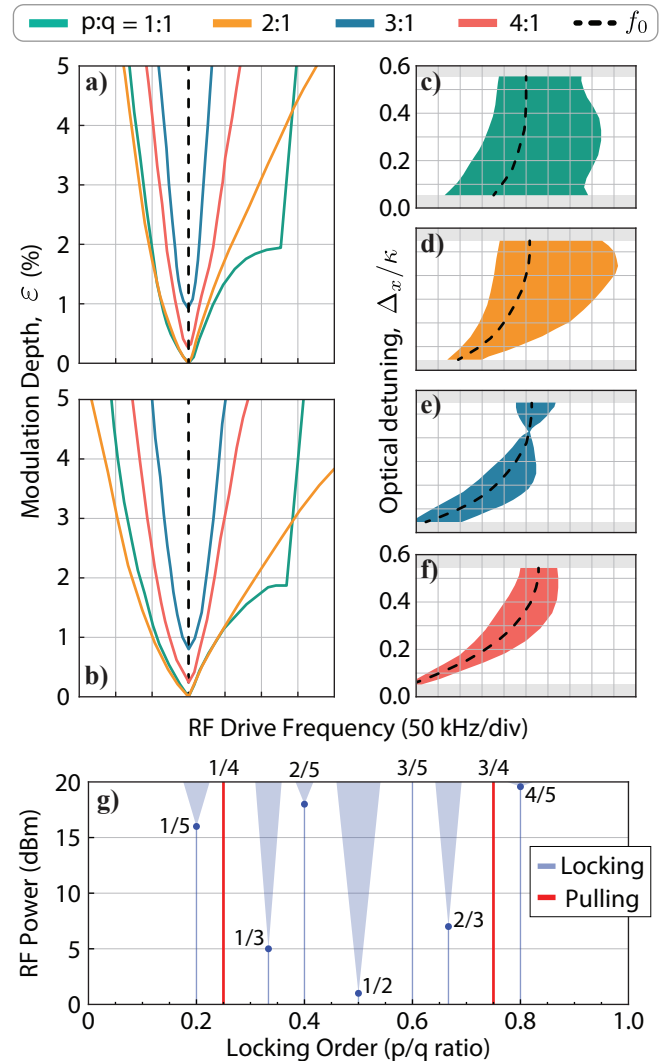 p:q = 1:1 2:1 3:1 4:1 f₀
a)
5
4
3
2
1
0
b)
5
4
3
2
1
0
Modulation Depth, ε (%)
c)
0.6
0.4
0.2
0.0
d)
e)
f)
0.6
0.4
0.2
0.0
Optical detuning, Δₓ/κ
RF Drive Frequency (50 kHz/div)
g)
1/4 2/5 3/5 3/4
1/5 4/5
1/3 2/3
1/2
Locking
Pulling
20
15
10
5
0
RF Power (dBm)
0 0.2 0.4 0.6 0.8 1.0
Locking Order (p/q ratio)